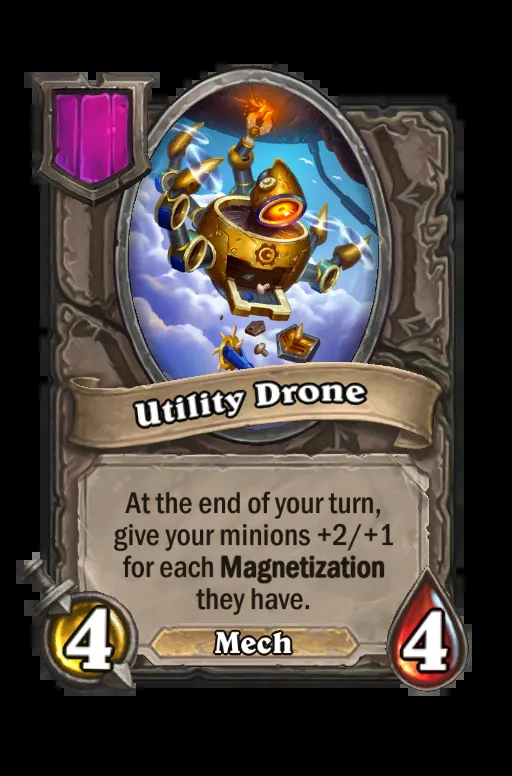 Utility Drone
At the end of your turn,
give your minions +2/+1
for each Magnetization
they have.
4
Mech
4